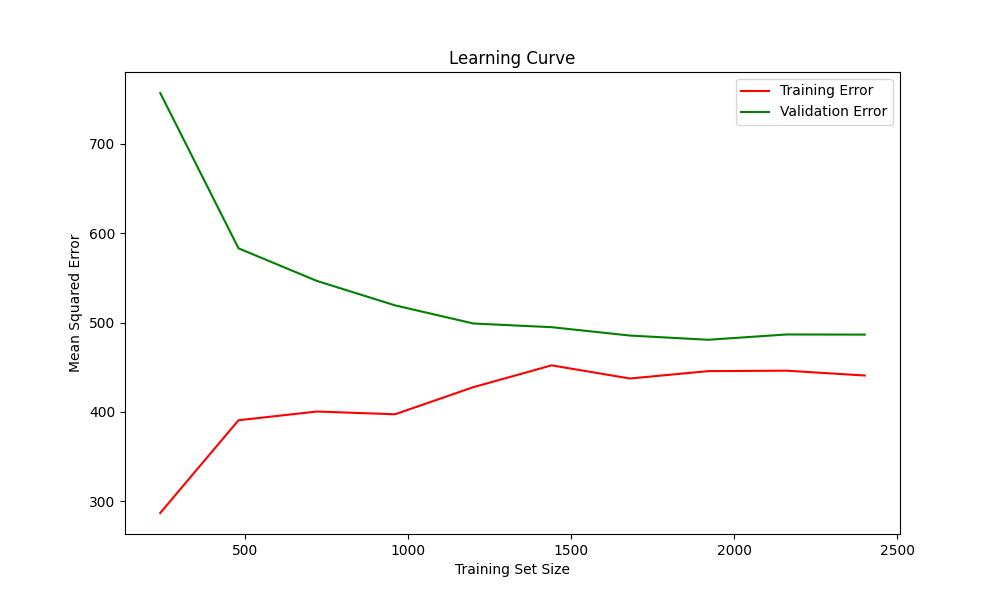 Learning Curve
Training Error
Validation Error
700
600
500
400
300
Mean Squared Error
500
1000
1500
2000
2500
Training Set Size